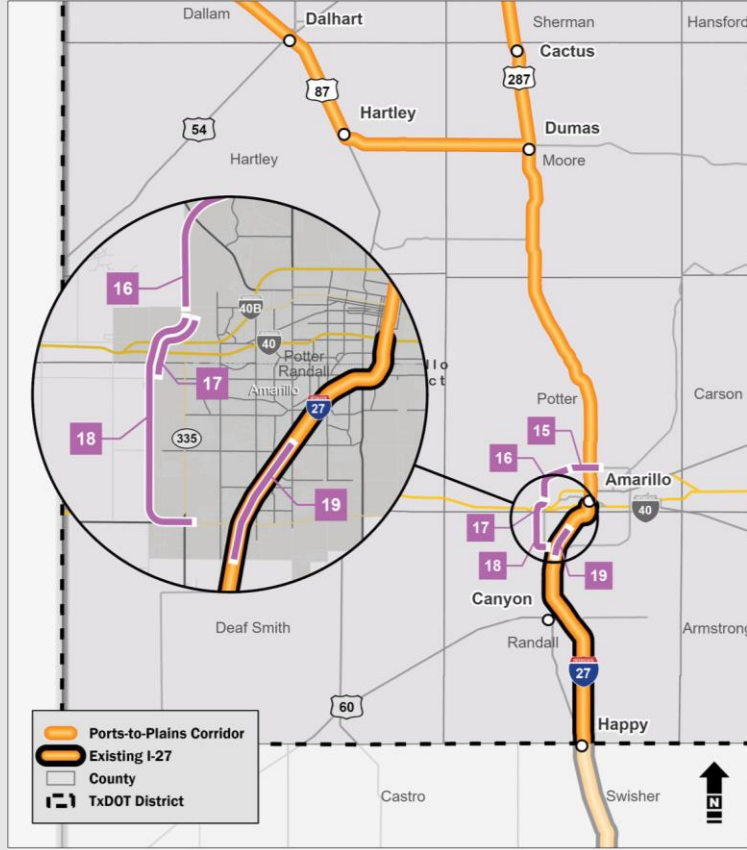 Dallam
Dalhart
Sherman
Hansford
Cactus
87
287
Hartley
54
Dumas
Hartley
Moore
16
40B
40
Potter
Randall
Amarillo
llo
ct
17
27
18
335
19
Potter
Carson
15
16
Amarillo
17
40
18
19
Canyon
Deaf Smith
Randall
Armstrong
27
60
Happy
Ports-to-Plains Corridor
Existing I-27
County
TxDOT District
Castro
Swisher
N